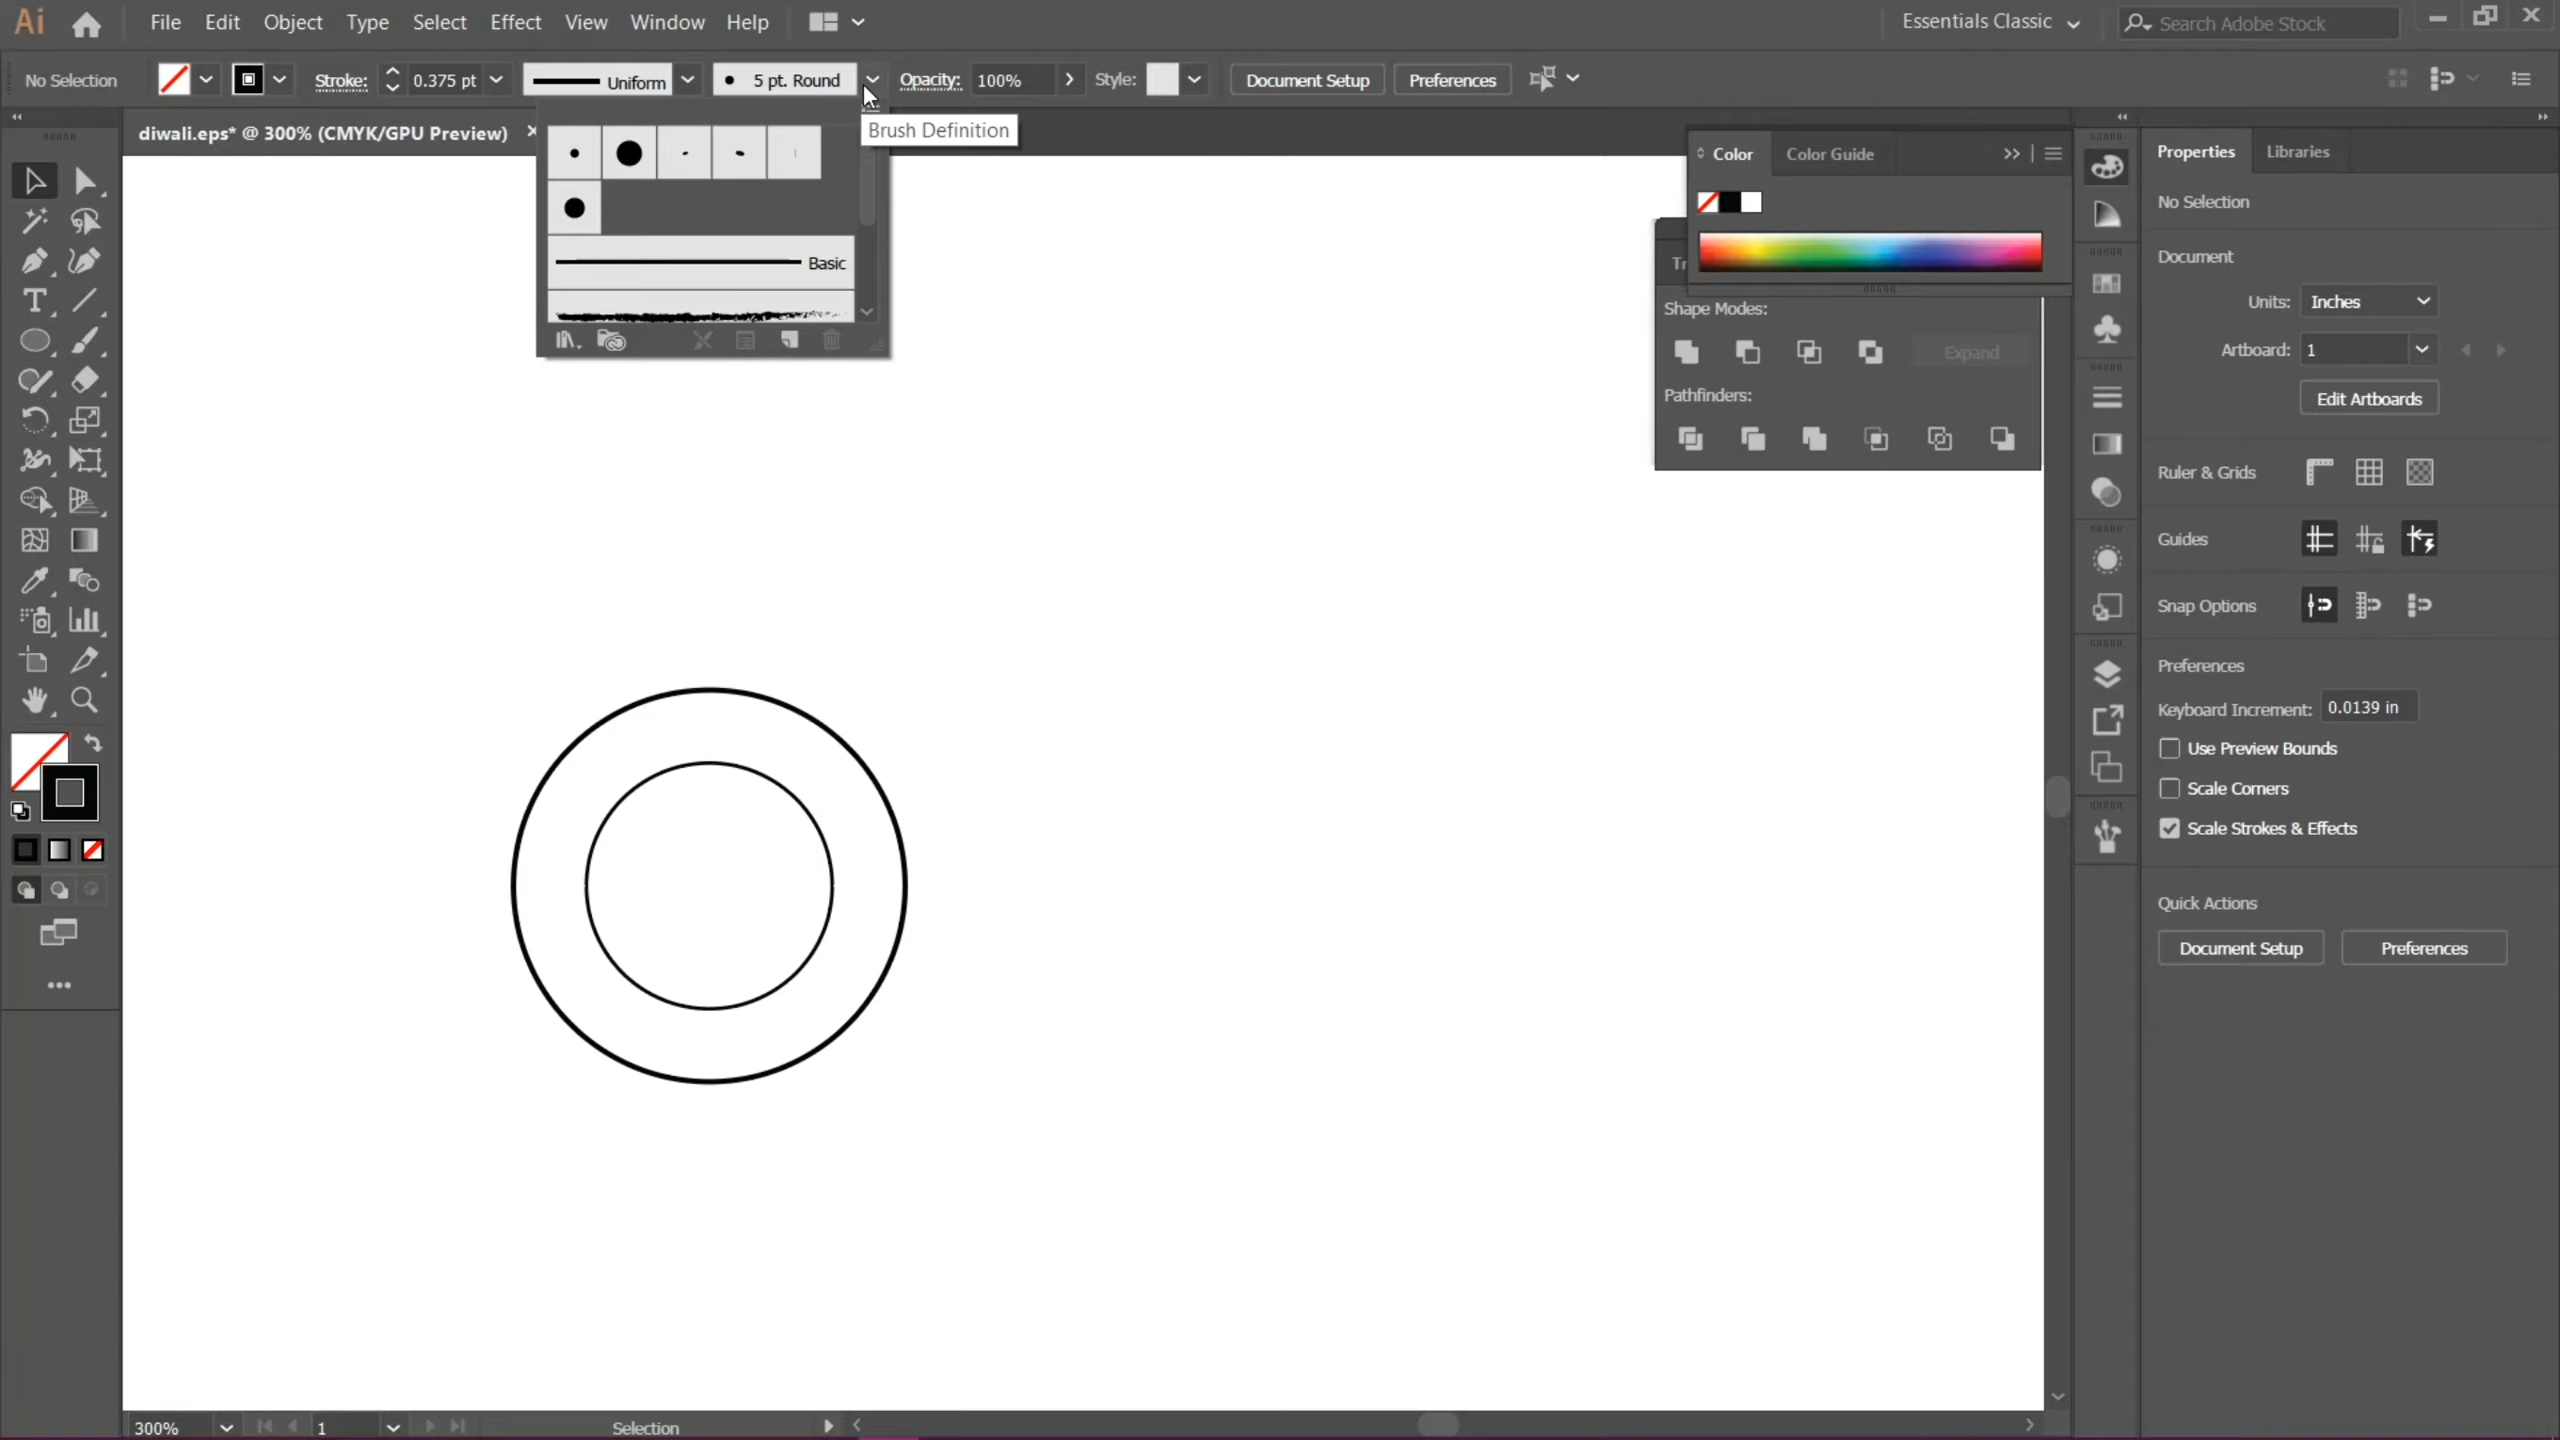 Ai File Edit Object Type Select Effect View Window Help Essentials Classic Search Adobe Stock
No Selection Stroke: 0.375 pt Uniform 5 pt. Round Opacity: 100% Style: Document Setup Preferences
diwali.eps* @ 300% (CMYK/GPU Preview)
Brush Definition
Basic
Color Color Guide
Tr
Shape Modes:
Expand
Pathfinders:
Properties Libraries
No Selection
Document
Units: Inches
Artboard: 1
Edit Artboards
Ruler & Grids
Guides
Snap Options
Preferences
Keyboard Increment: 0.0139 in
Use Preview Bounds
Scale Corners
Scale Strokes & Effects
Quick Actions
Document Setup Preferences
300% 1 Selection